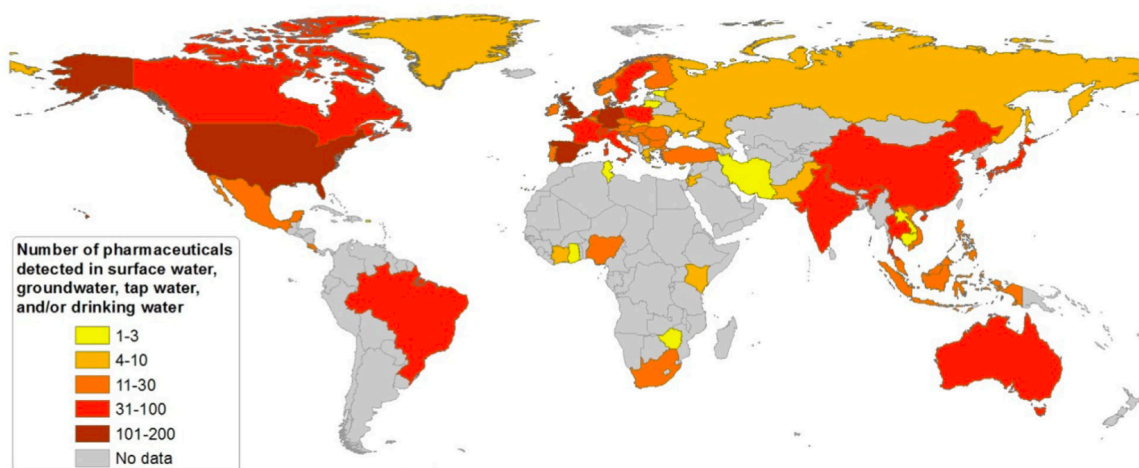 Number of pharmaceuticals
detected in surface water,
groundwater, tap water,
and/or drinking water
1-3
4-10
11-30
31-100
101-200
No data